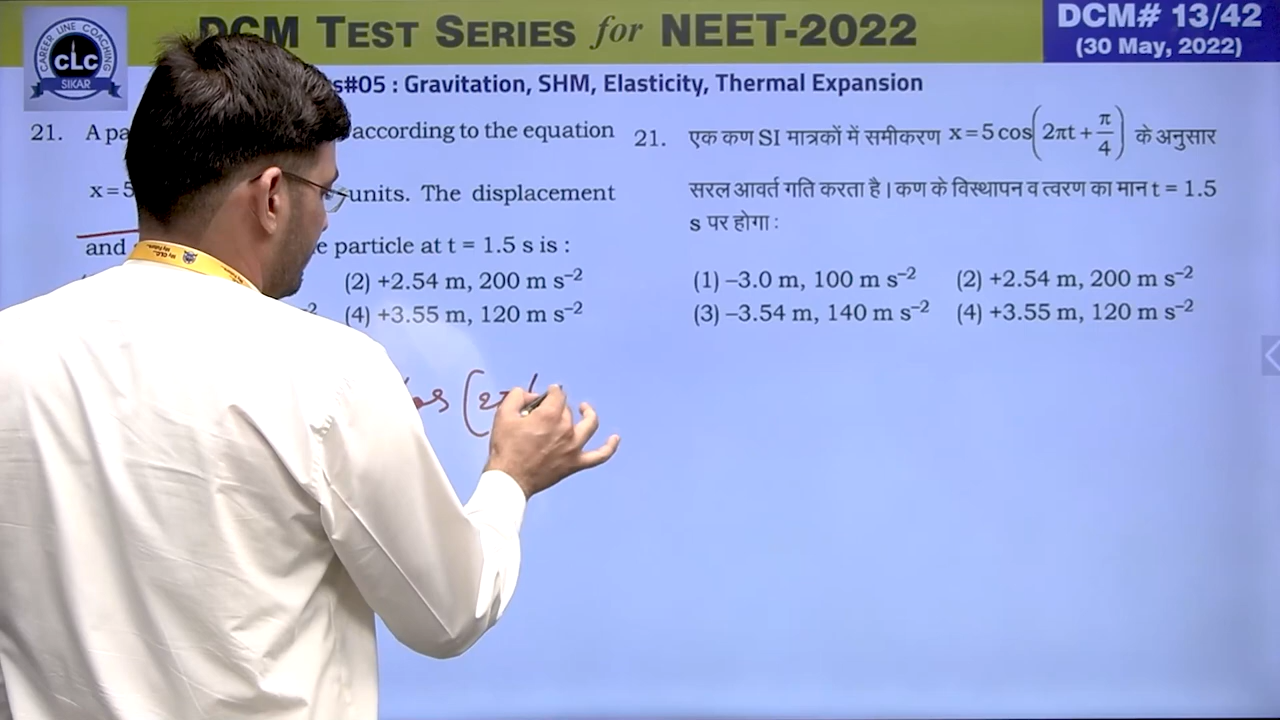 DCM TEST SERIES for NEET-2022
DCM# 13/42
(30 May, 2022)
CAREER LINE COACHING
CLC
SIKAR
s#05 : Gravitation, SHM, Elasticity, Thermal Expansion
21. A pa according to the equation
x=5 units. The displacement
and e particle at t = 1.5 s is :
(2) +2.54 m, 200 m s⁻²
(4) +3.55 m, 120 m s⁻²
cos (2π
21. एक कण SI मात्रकों में समीकरण x=5 cos(2πt + π/4) के अनुसार
सरल आवर्त गति करता है। कण के विस्थापन व त्वरण का मान t = 1.5
s पर होगा :
(1) –3.0 m, 100 m s⁻² (2) +2.54 m, 200 m s⁻²
(3) –3.54 m, 140 m s⁻² (4) +3.55 m, 120 m s⁻²